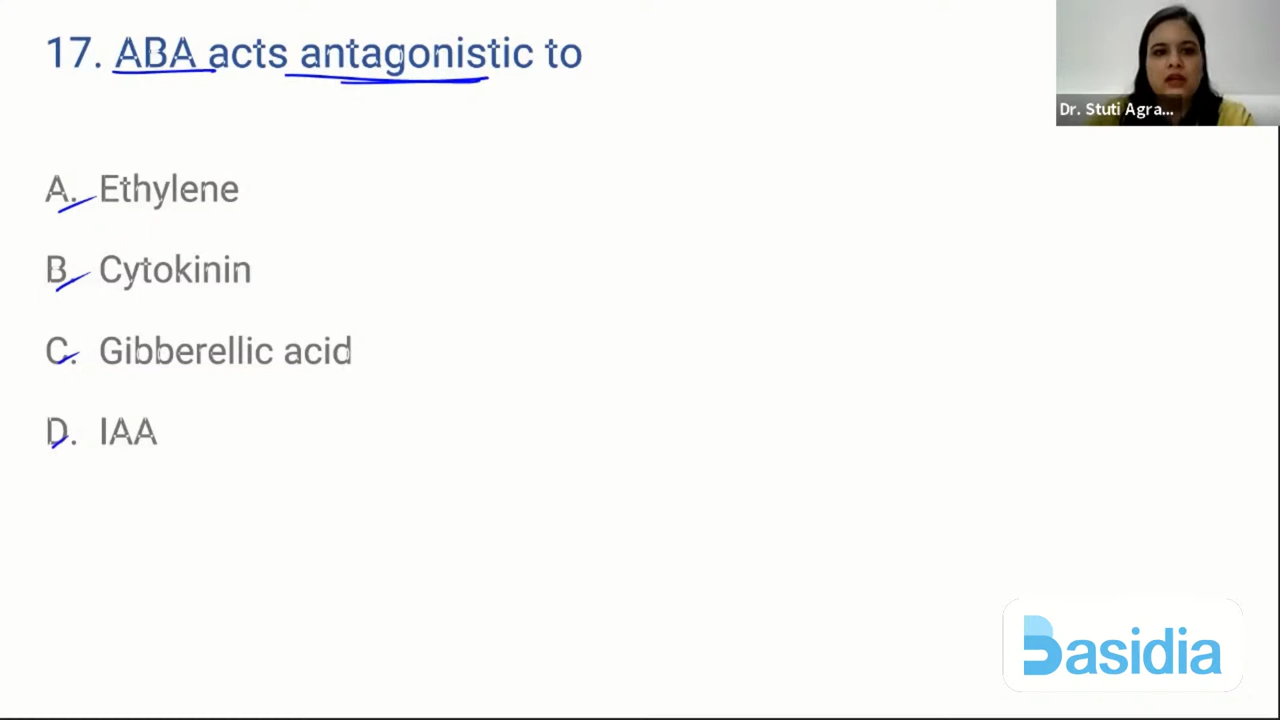 17. ABA acts antagonistic to
Dr. Stuti Agra...
A. Ethylene
B. Cytokinin
C. Gibberellic acid
D. IAA
Basidia